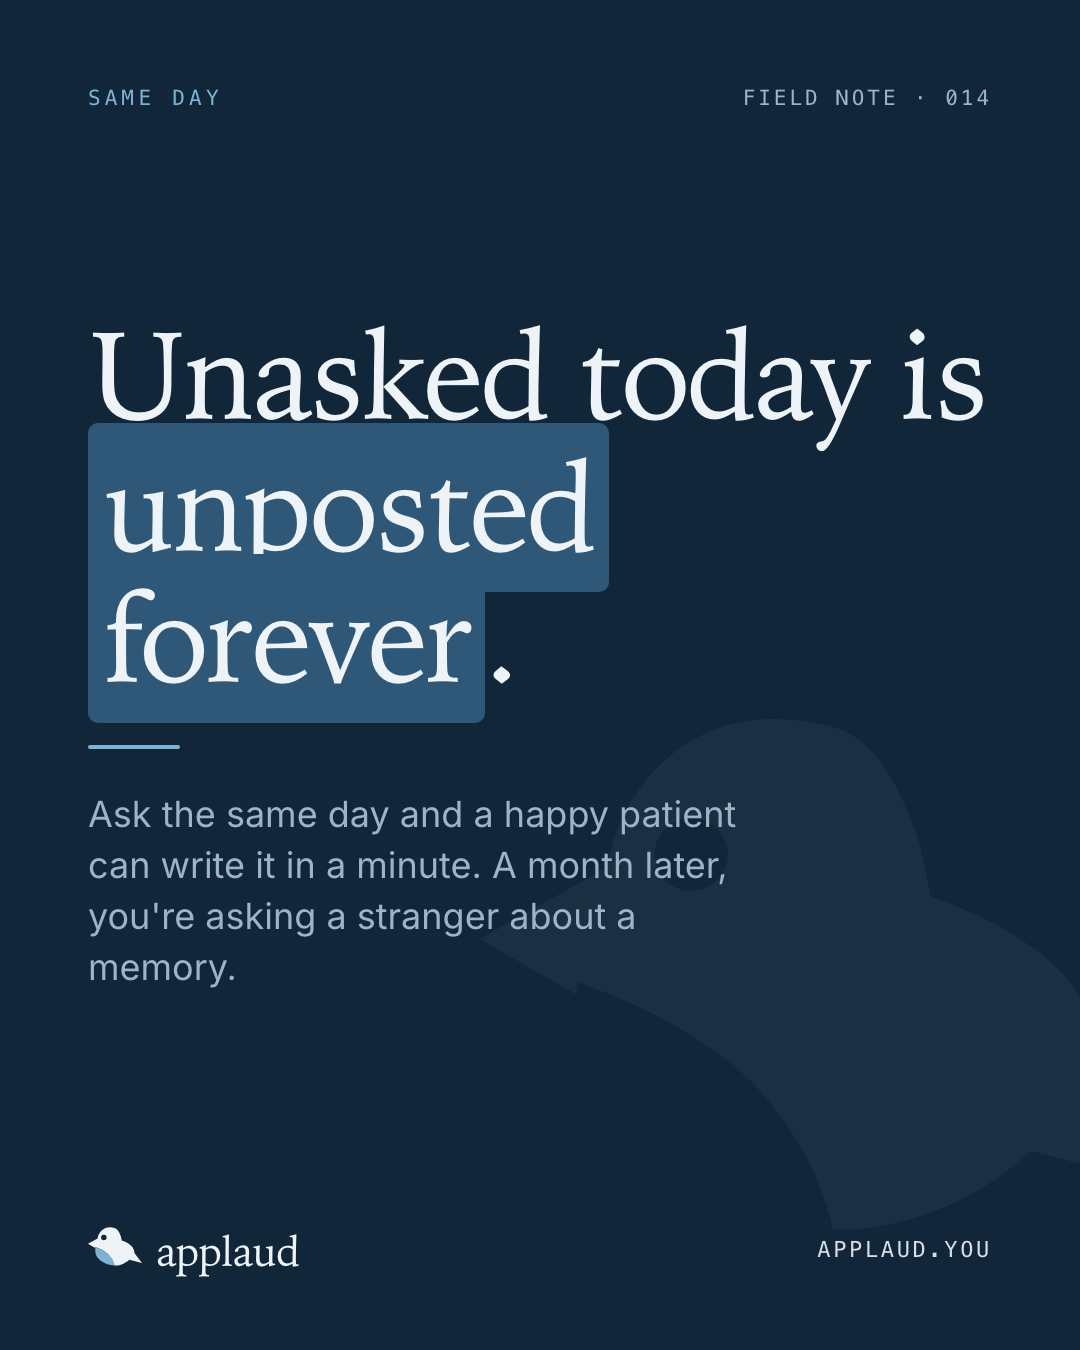 SAME DAY
FIELD NOTE · 014
Unasked today is
unposted
forever.
Ask the same day and a happy patient
can write it in a minute. A month later,
you're asking a stranger about a
memory.
applaud
APPLAUD.YOU